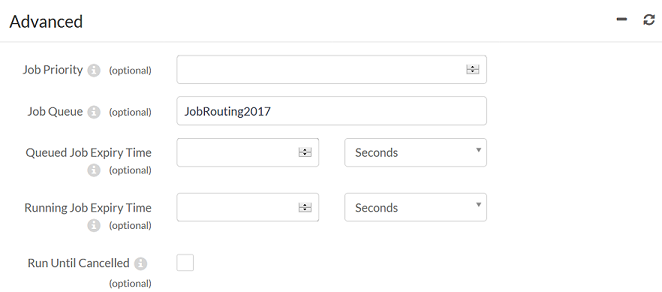 Advanced
Job Priority (optional)
Job Queue (optional) JobRouting2017
Queued Job Expiry Time Seconds
(optional)
Running Job Expiry Time Seconds
(optional)
Run Until Cancelled
(optional)